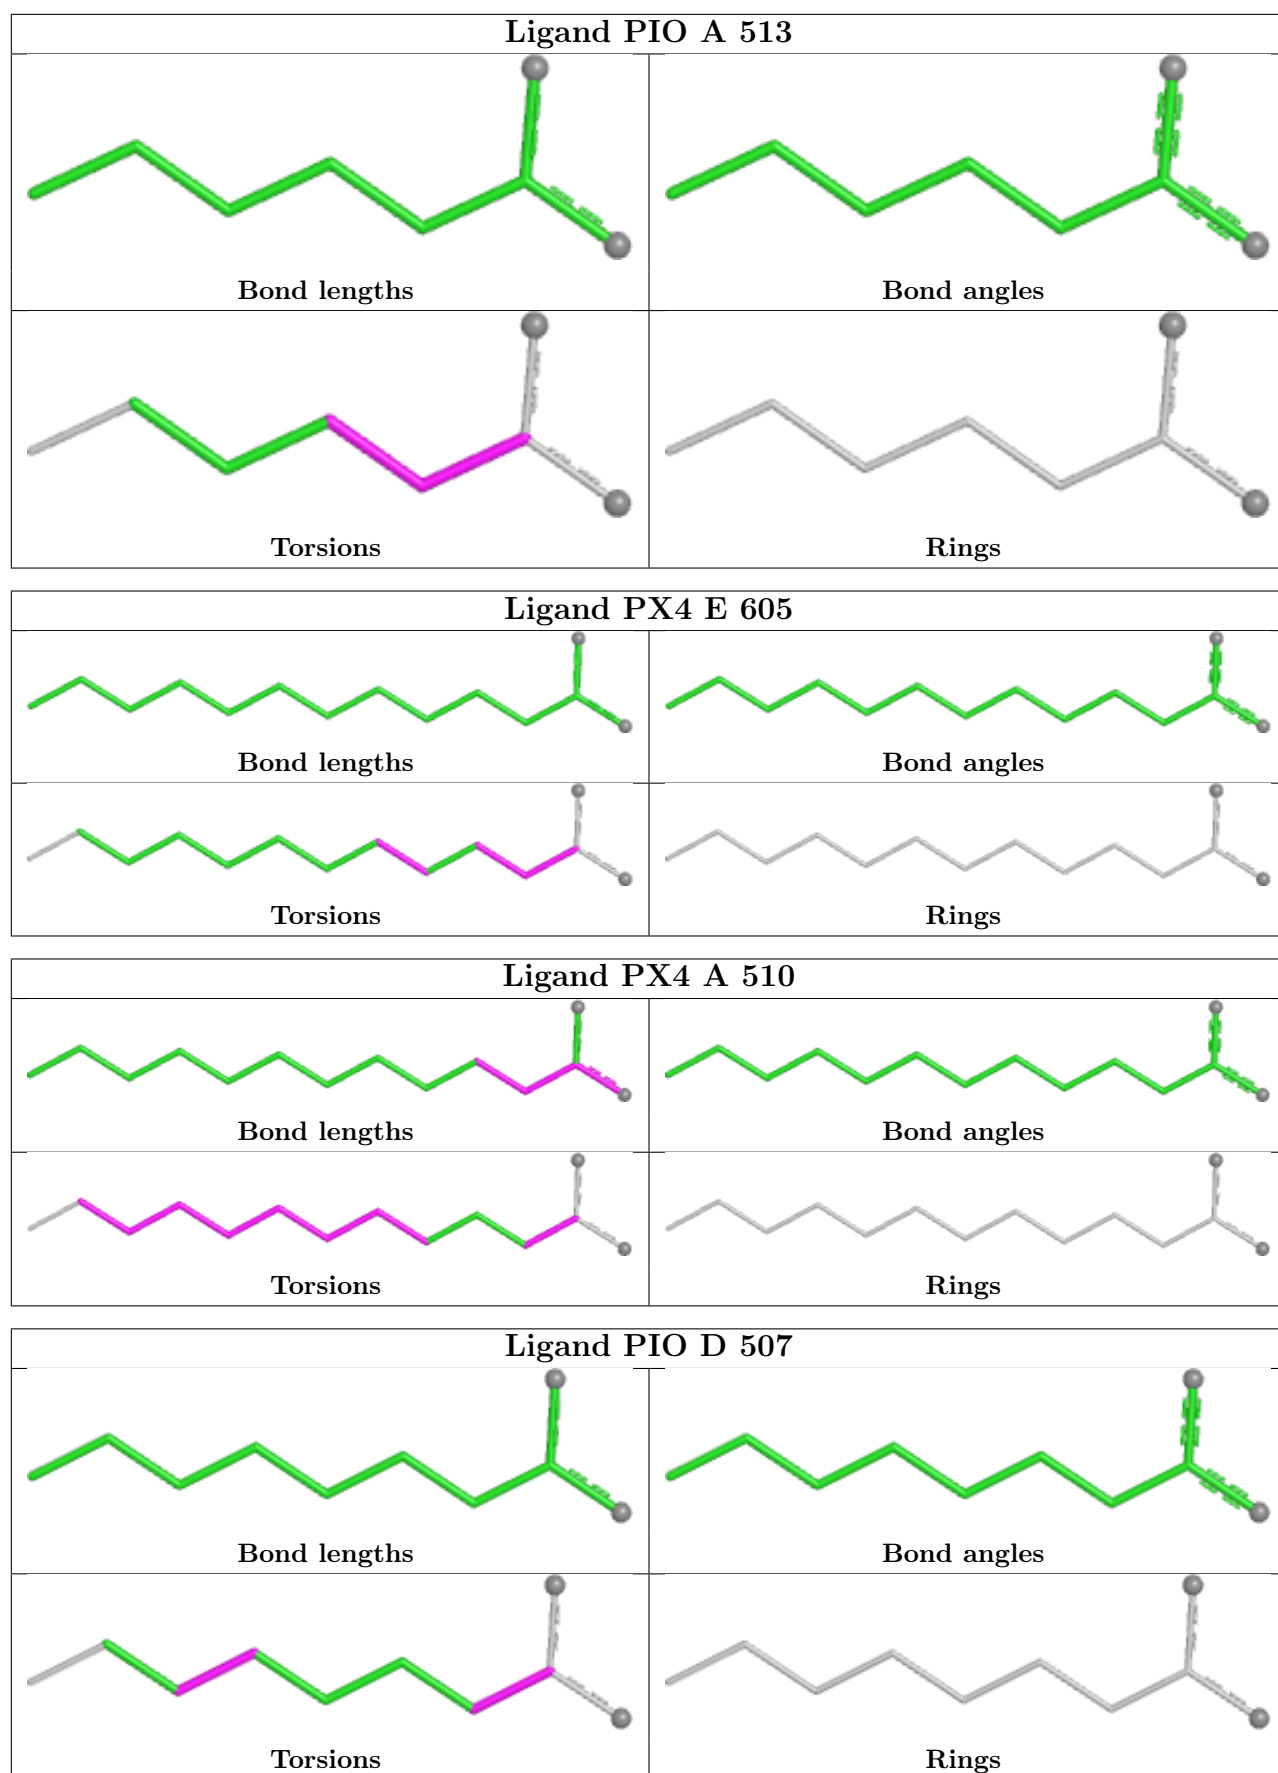 Ligand PIO A 513
Bond lengths Bond angles
Torsions Rings
Ligand PX4 E 605
Bond lengths Bond angles
Torsions Rings
Ligand PX4 A 510
Bond lengths Bond angles
Torsions Rings
Ligand PIO D 507
Bond lengths Bond angles
Torsions Rings